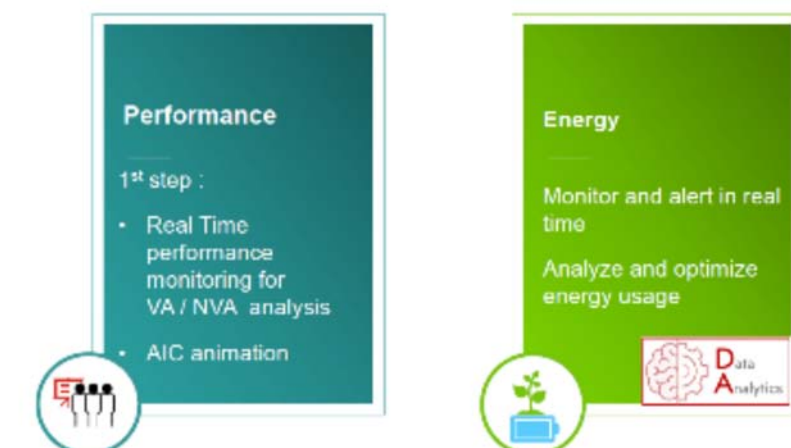 Performance
1st step :
• Real Time
performance
monitoring for
VA / NVA analysis
• AIC animation
Energy
Monitor and alert in real
time
Analyze and optimize
energy usage
Data
Analytics